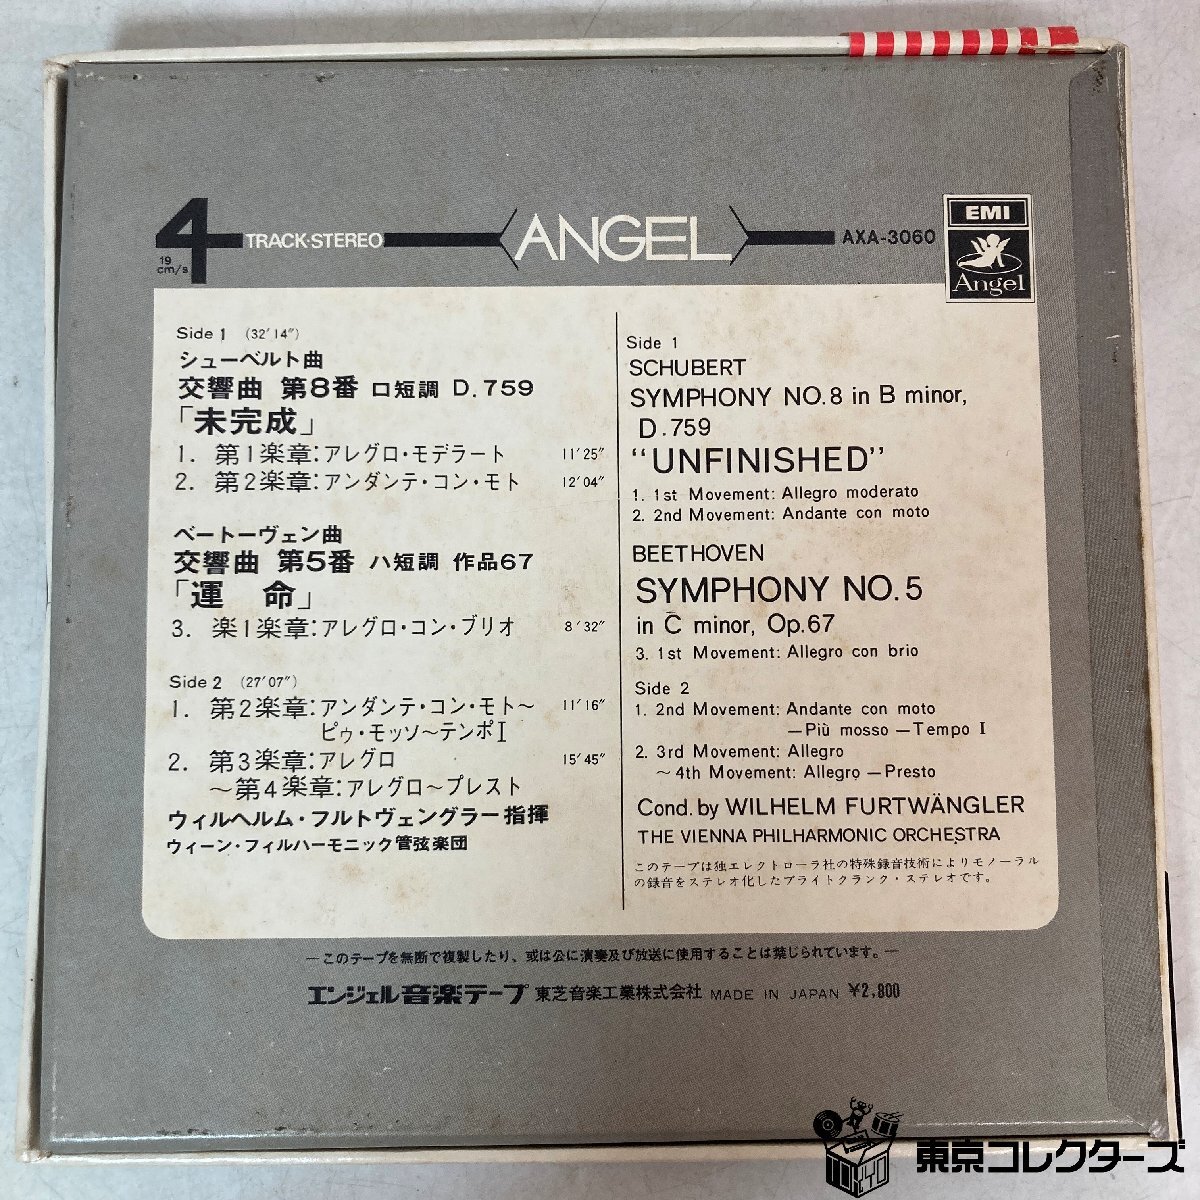 4 TRACK·STEREO
19 cm/s
ANGEL
AXA-3060
EMI
Angel
Side 1 (32′14″)
シューベルト曲
交響曲 第8番 ロ短調 D.759
「未完成」
1. 第1楽章:アレグロ・モデラート 11′25″
2. 第2楽章:アンダンテ・コン・モト 12′04″
ベートーヴェン曲
交響曲 第5番 ハ短調 作品67
「運 命」
3. 楽1楽章:アレグロ・コン・ブリオ 8′32″
Side 2 (27′07″)
1. 第2楽章:アンダンテ・コン・モト〜 11′16″
ピゥ・モッソ〜テンポI
2. 第3楽章:アレグロ 15′45″
〜第4楽章:アレグロ〜プレスト
ウィルヘルム・フルトヴェングラー指揮
ウィーン・フィルハーモニック管弦楽団
Side 1
SCHUBERT
SYMPHONY NO.8 in B minor,
D.759
“UNFINISHED”
1. 1st Movement: Allegro moderato
2. 2nd Movement: Andante con moto
BEETHOVEN
SYMPHONY NO.5
in C minor, Op.67
3. 1st Movement: Allegro con brio
Side 2
1. 2nd Movement: Andante con moto
—Più mosso —Tempo I
2. 3rd Movement: Allegro
〜4th Movement: Allegro —Presto
Cond. by WILHELM FURTWÄNGLER
THE VIENNA PHILHARMONIC ORCHESTRA
このテープは独エレクトローラ社の特殊録音技術によりモノーラル
の録音をステレオ化したブライトクランク・ステレオです。
—このテープを無断で複製したり、或は公に演奏及び放送に使用することは禁じられています。—
エンジェル音楽テープ 東芝音楽工業株式会社 MADE IN JAPAN ¥2,800
TOKYO
東京コレクターズ